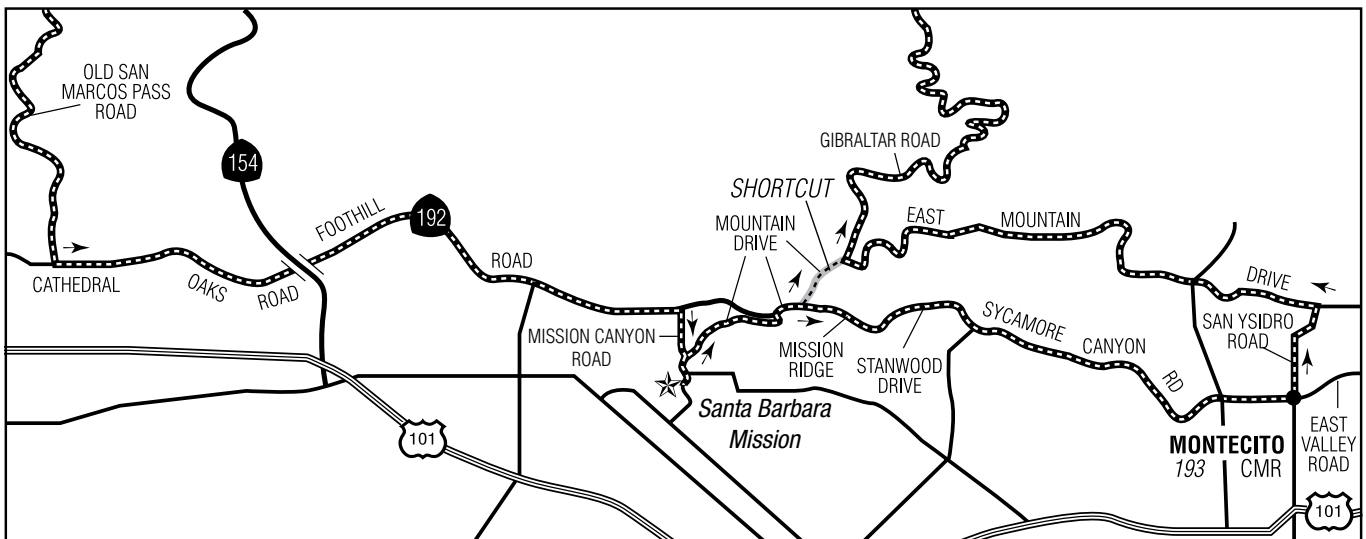 OLD SAN
MARCOS PASS
ROAD
154
192
FOOTHILL
CATHEDRAL
OAKS
ROAD
ROAD
GIBRALTAR ROAD
SHORTCUT
MOUNTAIN
DRIVE
EAST
MOUNTAIN
DRIVE
MISSION CANYON
ROAD
MISSION
RIDGE
STANWOOD
DRIVE
SYCAMORE
CANYON
RD
SAN YSIDRO
ROAD
Santa Barbara
Mission
MONTECITO
193 CMR
EAST
VALLEY
ROAD
101
101